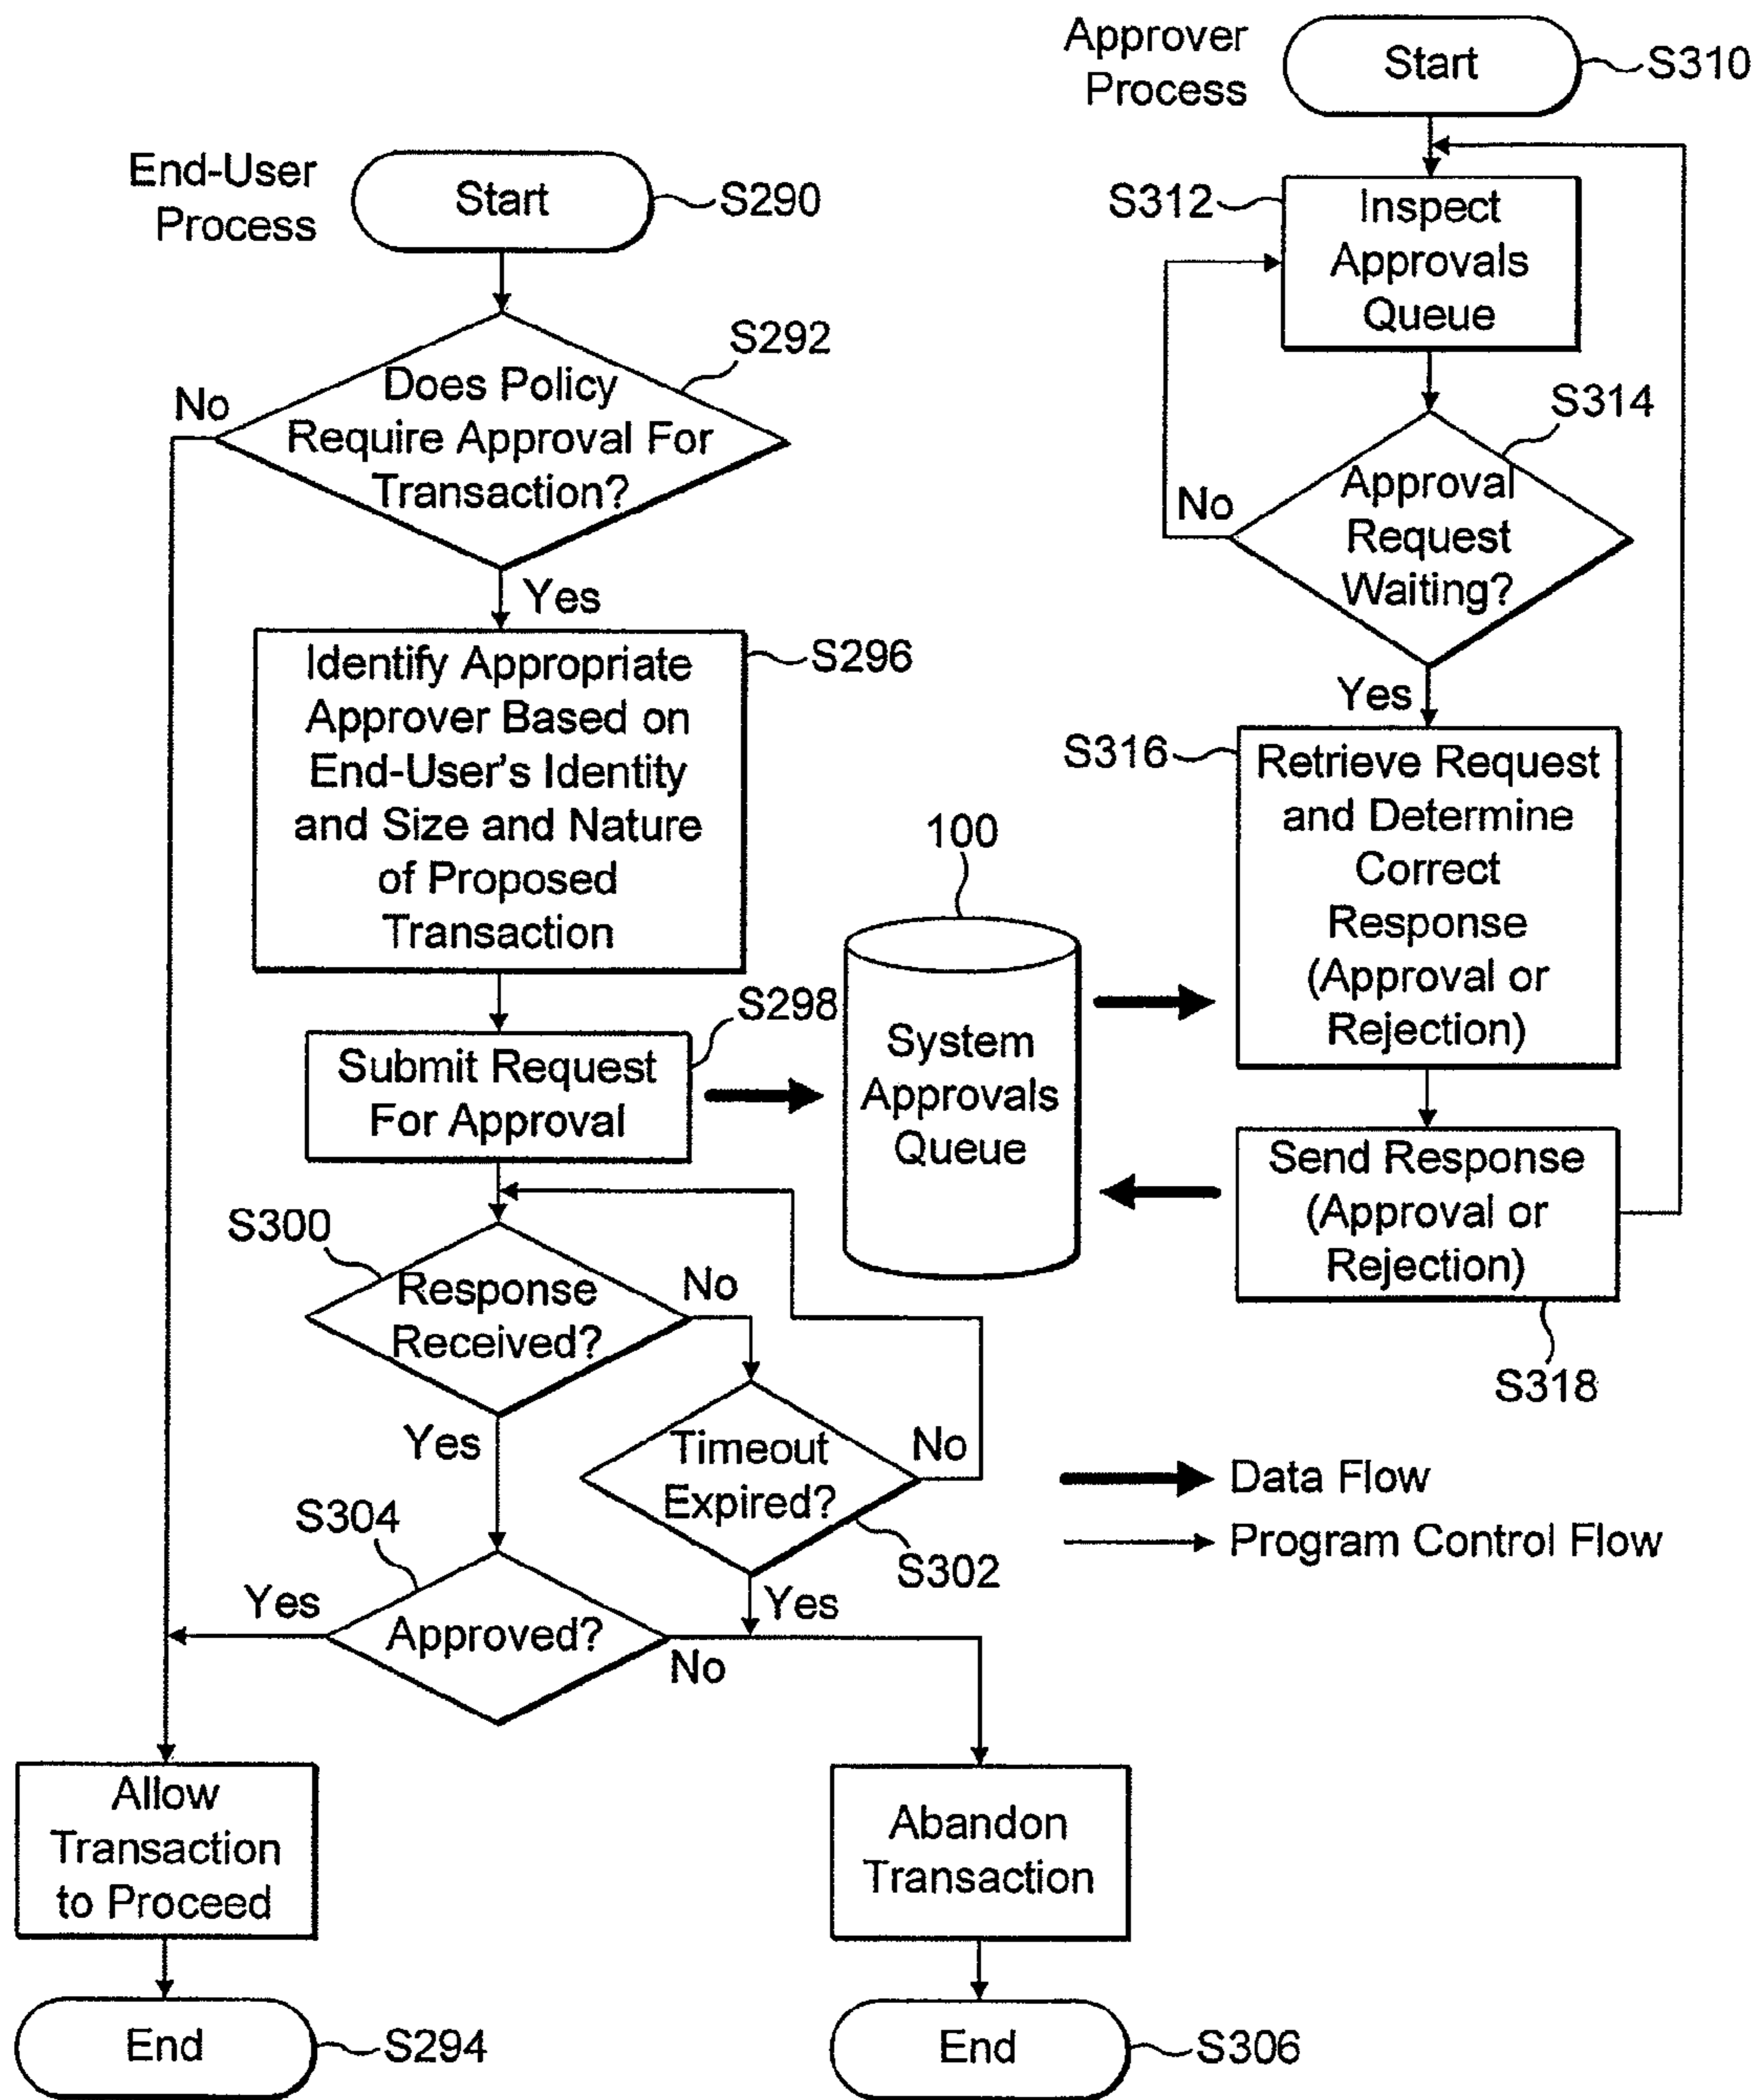 Approver
Process
Start
S310
End-User
Process
Start
S290
S312
Inspect
Approvals
Queue
S292
No
Does Policy
Require Approval For
Transaction?
S314
No
Approval
Request
Waiting?
Yes
Yes
Identify Appropriate
Approver Based on
End-User's Identity
and Size and Nature
of Proposed
Transaction
S296
S316
Retrieve Request
and Determine
Correct
Response
(Approval or
Rejection)
100
System
Approvals
Queue
S298
Submit Request
For Approval
Send Response
(Approval or
Rejection)
S318
S300
Response
Received?
No
Yes
Timeout
Expired?
No
S302
Yes
Data Flow
Program Control Flow
S304
Yes
Approved?
No
Allow
Transaction
to Proceed
Abandon
Transaction
End
S294
End
S306